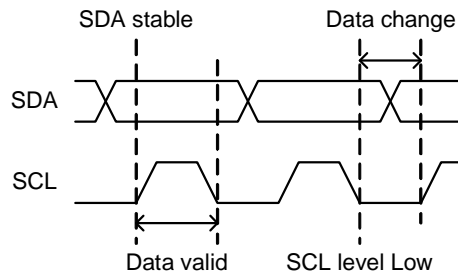 SDA stable
Data change
SDA
SCL
Data valid
SCL level Low